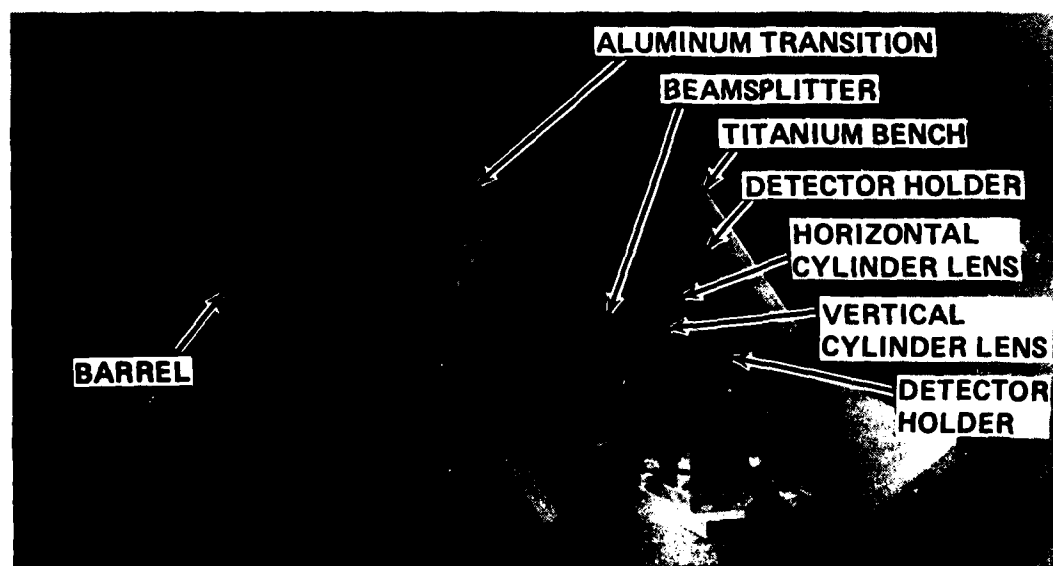 ALUMINUM TRANSITION
BEAMSPLITTER
TITANIUM BENCH
DETECTOR HOLDER
HORIZONTAL
CYLINDER LENS
VERTICAL
CYLINDER LENS
BARREL
DETECTOR
HOLDER